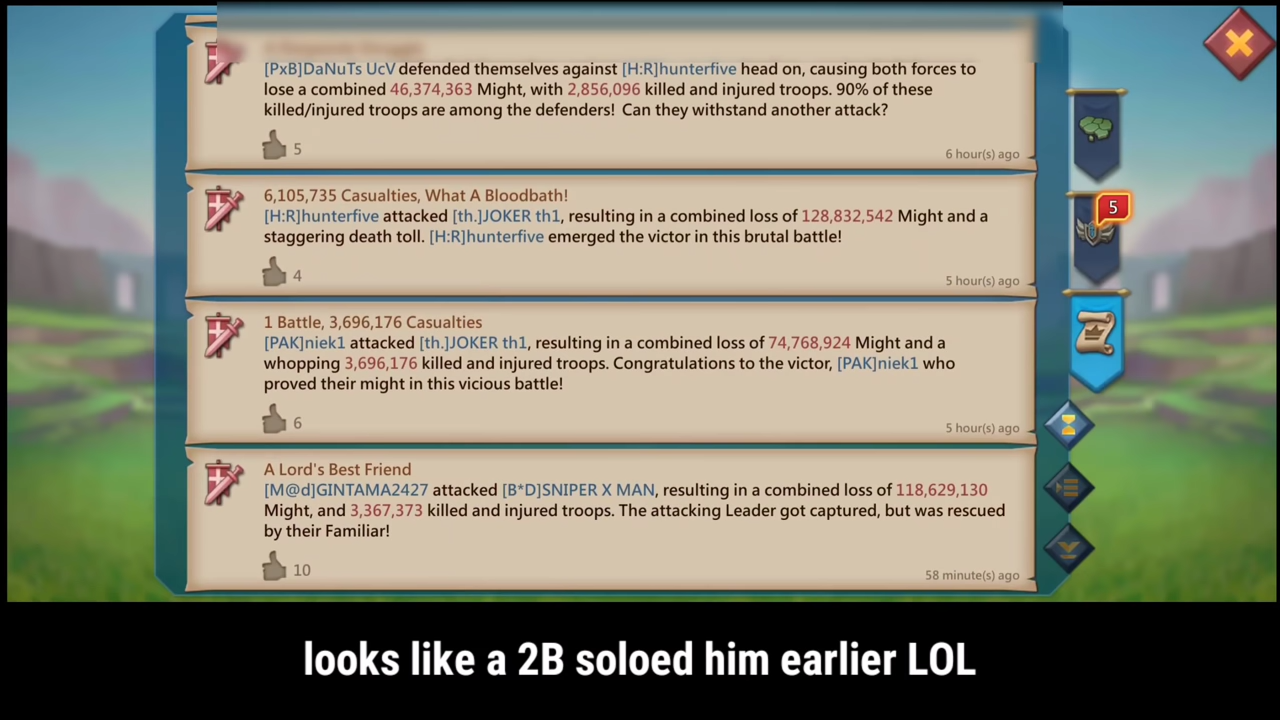 [PxB]DaNuTs UcV defended themselves against [H:R]hunterfive head on, causing both forces to
lose a combined 46,374,363 Might, with 2,856,096 killed and injured troops. 90% of these
killed/injured troops are among the defenders! Can they withstand another attack?
5
6 hour(s) ago
6,105,735 Casualties, What A Bloodbath!
[H:R]hunterfive attacked [th.]JOKER th1, resulting in a combined loss of 128,832,542 Might and a
staggering death toll. [H:R]hunterfive emerged the victor in this brutal battle!
4
5 hour(s) ago
1 Battle, 3,696,176 Casualties
[PAK]niek1 attacked [th.]JOKER th1, resulting in a combined loss of 74,768,924 Might and a
whopping 3,696,176 killed and injured troops. Congratulations to the victor, [PAK]niek1 who
proved their might in this vicious battle!
6
5 hour(s) ago
A Lord's Best Friend
[M@d]GINTAMA2427 attacked [B*D]SNIPER X MAN, resulting in a combined loss of 118,629,130
Might, and 3,367,373 killed and injured troops. The attacking Leader got captured, but was rescued
by their Familiar!
10
58 minute(s) ago
5
looks like a 2B soloed him earlier LOL